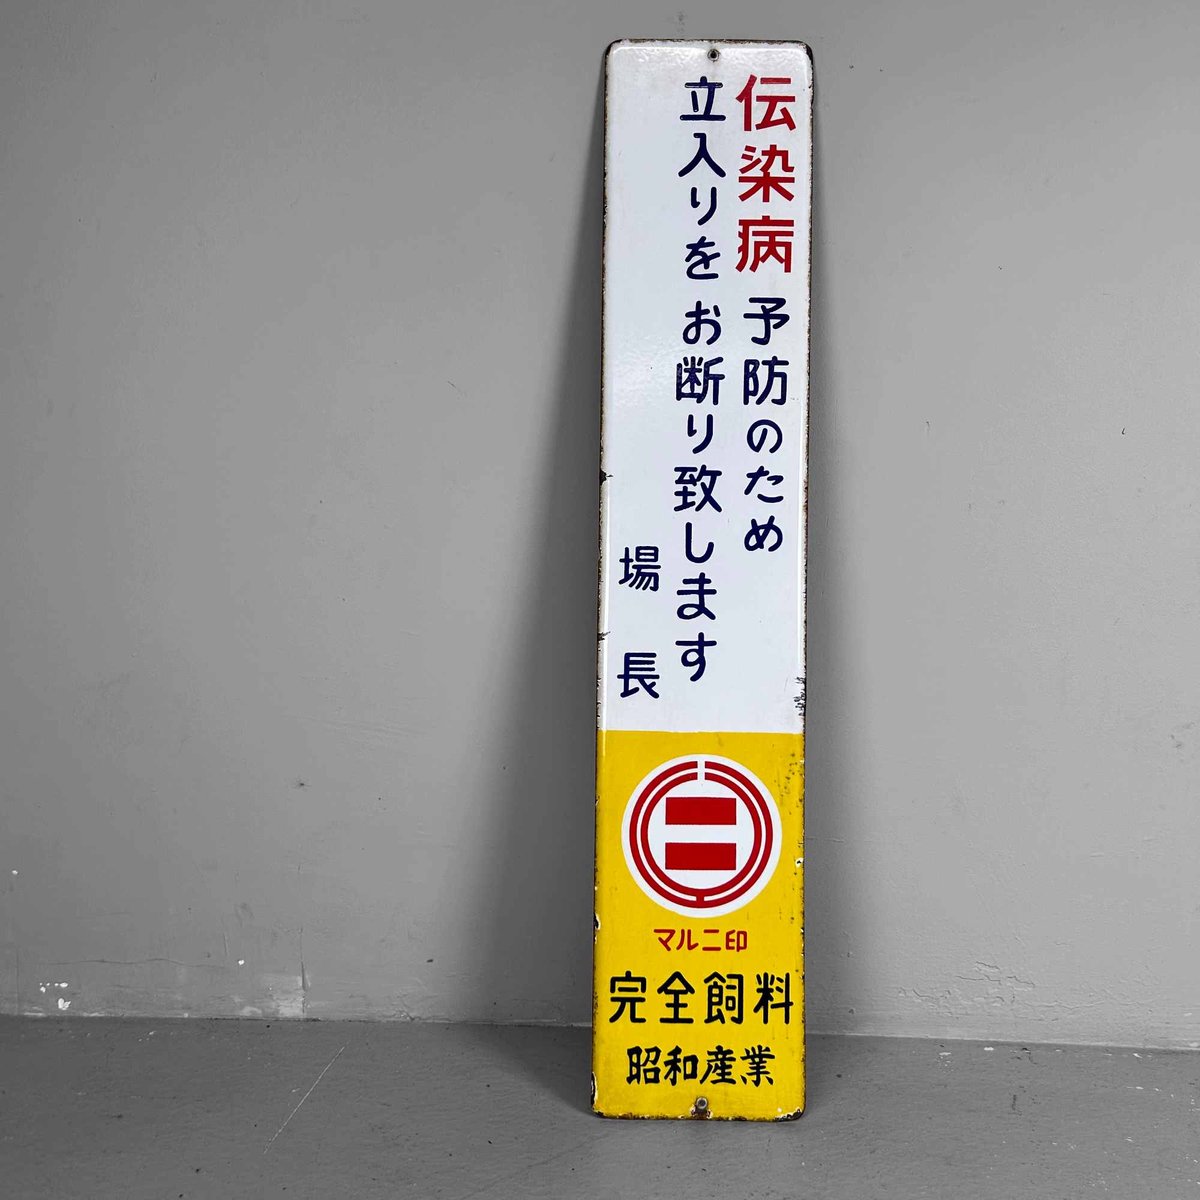 伝染病予防のため
立入りをお断り致します
場長
マルニ印
完全飼料
昭和産業